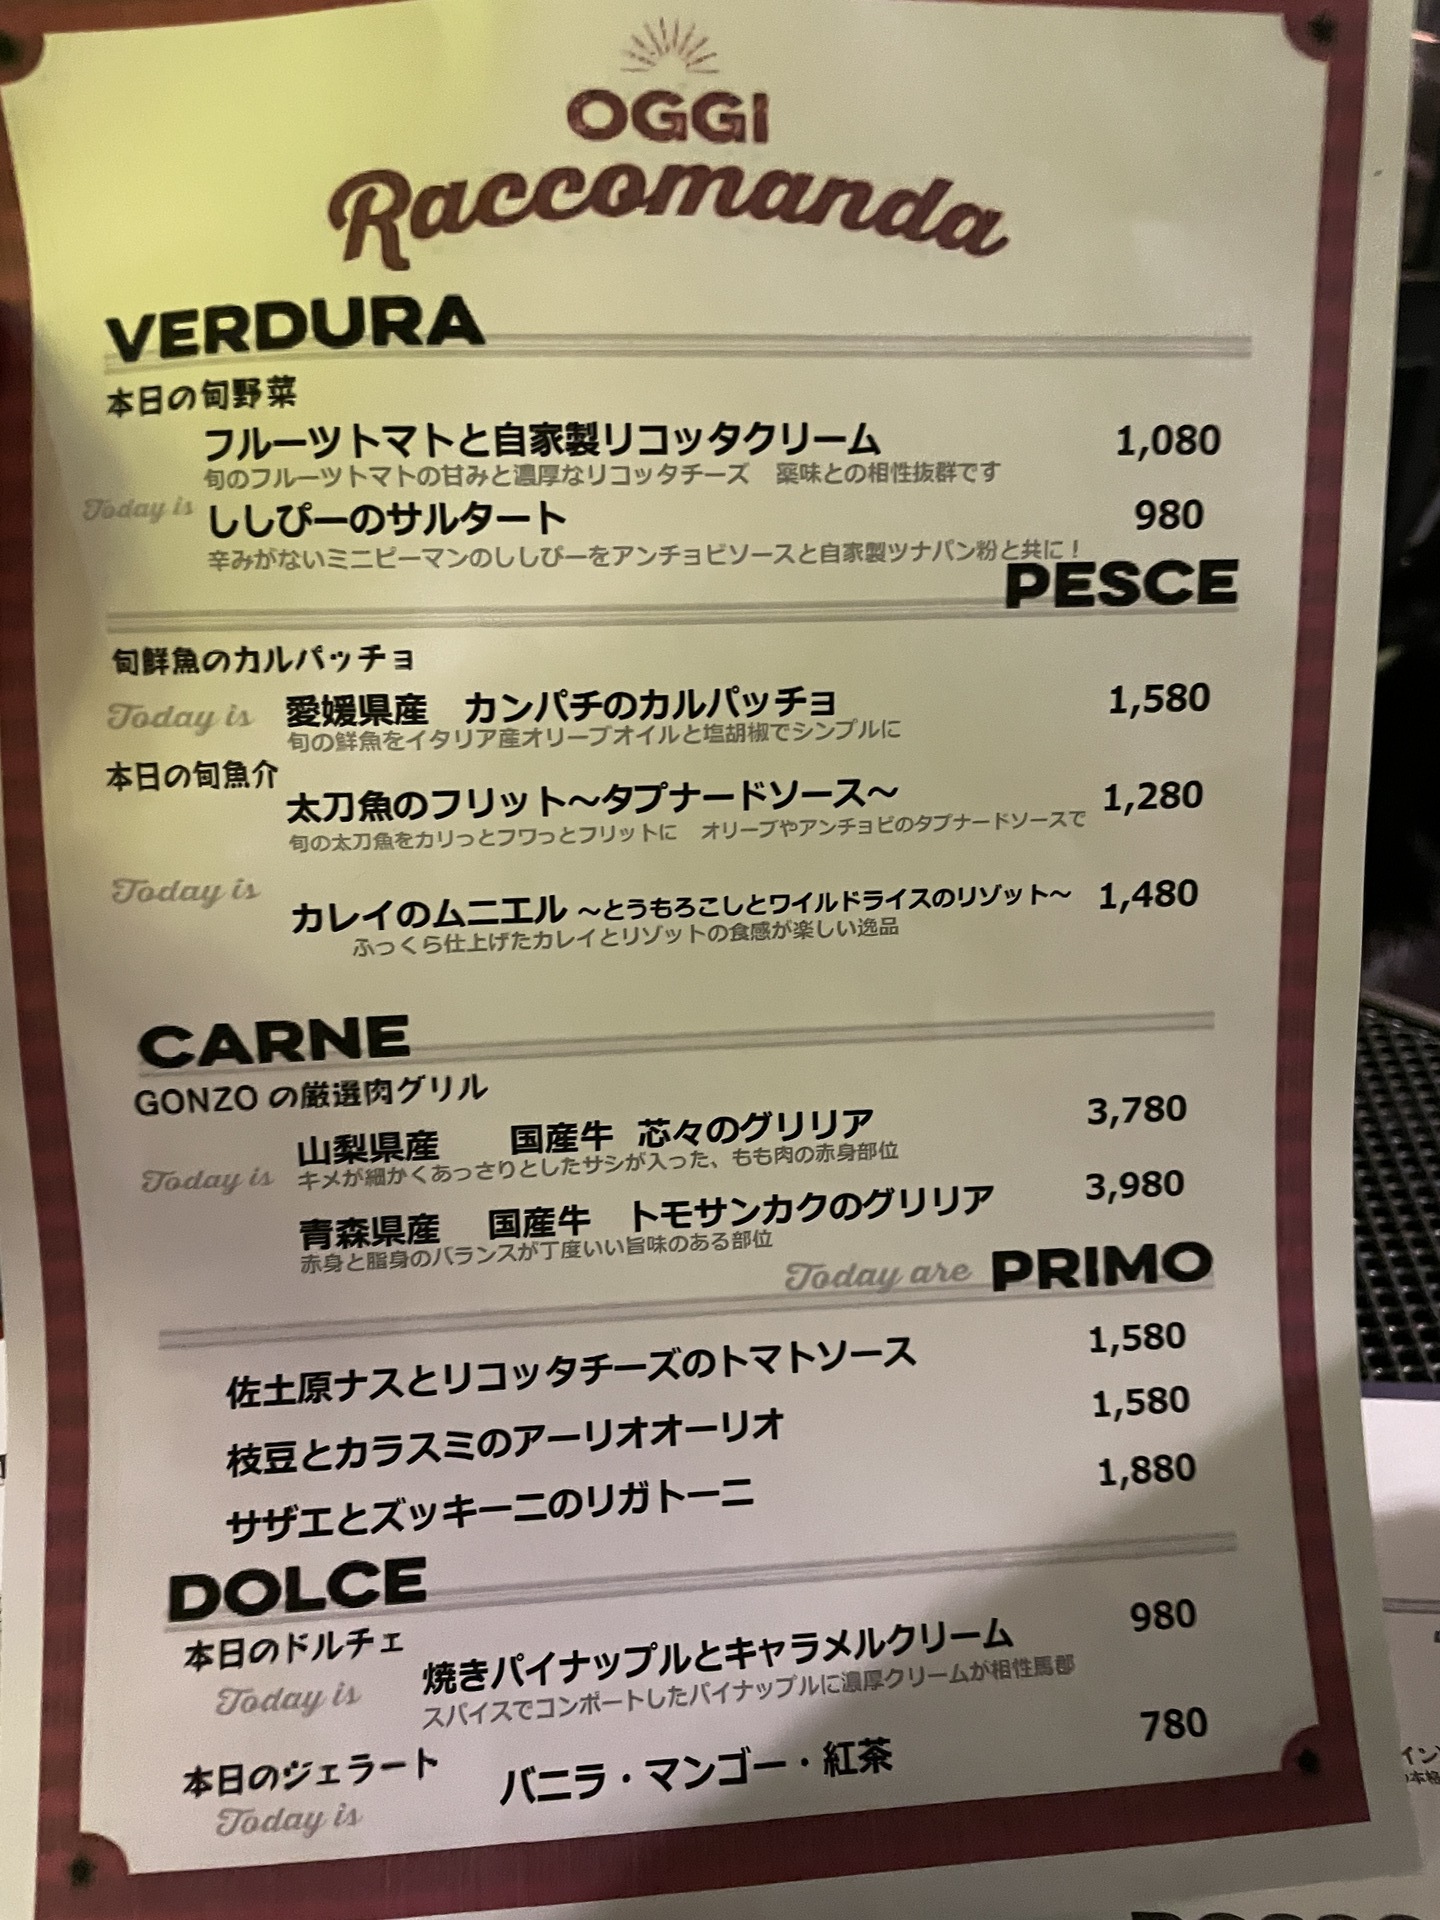 OGGI
Raccomanda
VERDURA
本日の旬野菜
フルーツトマトと自家製リコッタクリーム 1,080
旬のフルーツトマトの甘みと濃厚なリコッタチーズ 薬味との相性抜群です
Today is ししぴーのサルタート 980
辛みがないミニピーマンのししぴーをアンチョビソースと自家製ツナパン粉と共に！
PESCE
旬鮮魚のカルパッチョ
Today is 愛媛県産 カンパチのカルパッチョ 1,580
旬の鮮魚をイタリア産オリーブオイルと塩胡椒でシンプルに
本日の旬魚介
太刀魚のフリット～タプナードソース～ 1,280
旬の太刀魚をカリっとフワっとフリットに オリーブやアンチョビのタプナードソースで
Today is
カレイのムニエル ～とうもろこしとワイルドライスのリゾット～ 1,480
ふっくら仕上げたカレイとリゾットの食感が楽しい逸品
CARNE
GONZO の厳選肉グリル
山梨県産 国産牛 芯々のグリリア 3,780
Today is キメが細かくあっさりとしたサシが入った、もも肉の赤身部位
青森県産 国産牛 トモサンカクのグリリア 3,980
赤身と脂身のバランスが丁度いい旨味のある部位
Today are PRIMO
佐土原ナスとリコッタチーズのトマトソース 1,580
枝豆とカラスミのアーリオオーリオ 1,580
サザエとズッキーニのリガトーニ 1,880
DOLCE
本日のドルチェ
焼きパイナップルとキャラメルクリーム 980
Today is スパイスでコンポートしたパイナップルに濃厚クリームが相性馬郡
本日のジェラート バニラ・マンゴー・紅茶 780
Today is